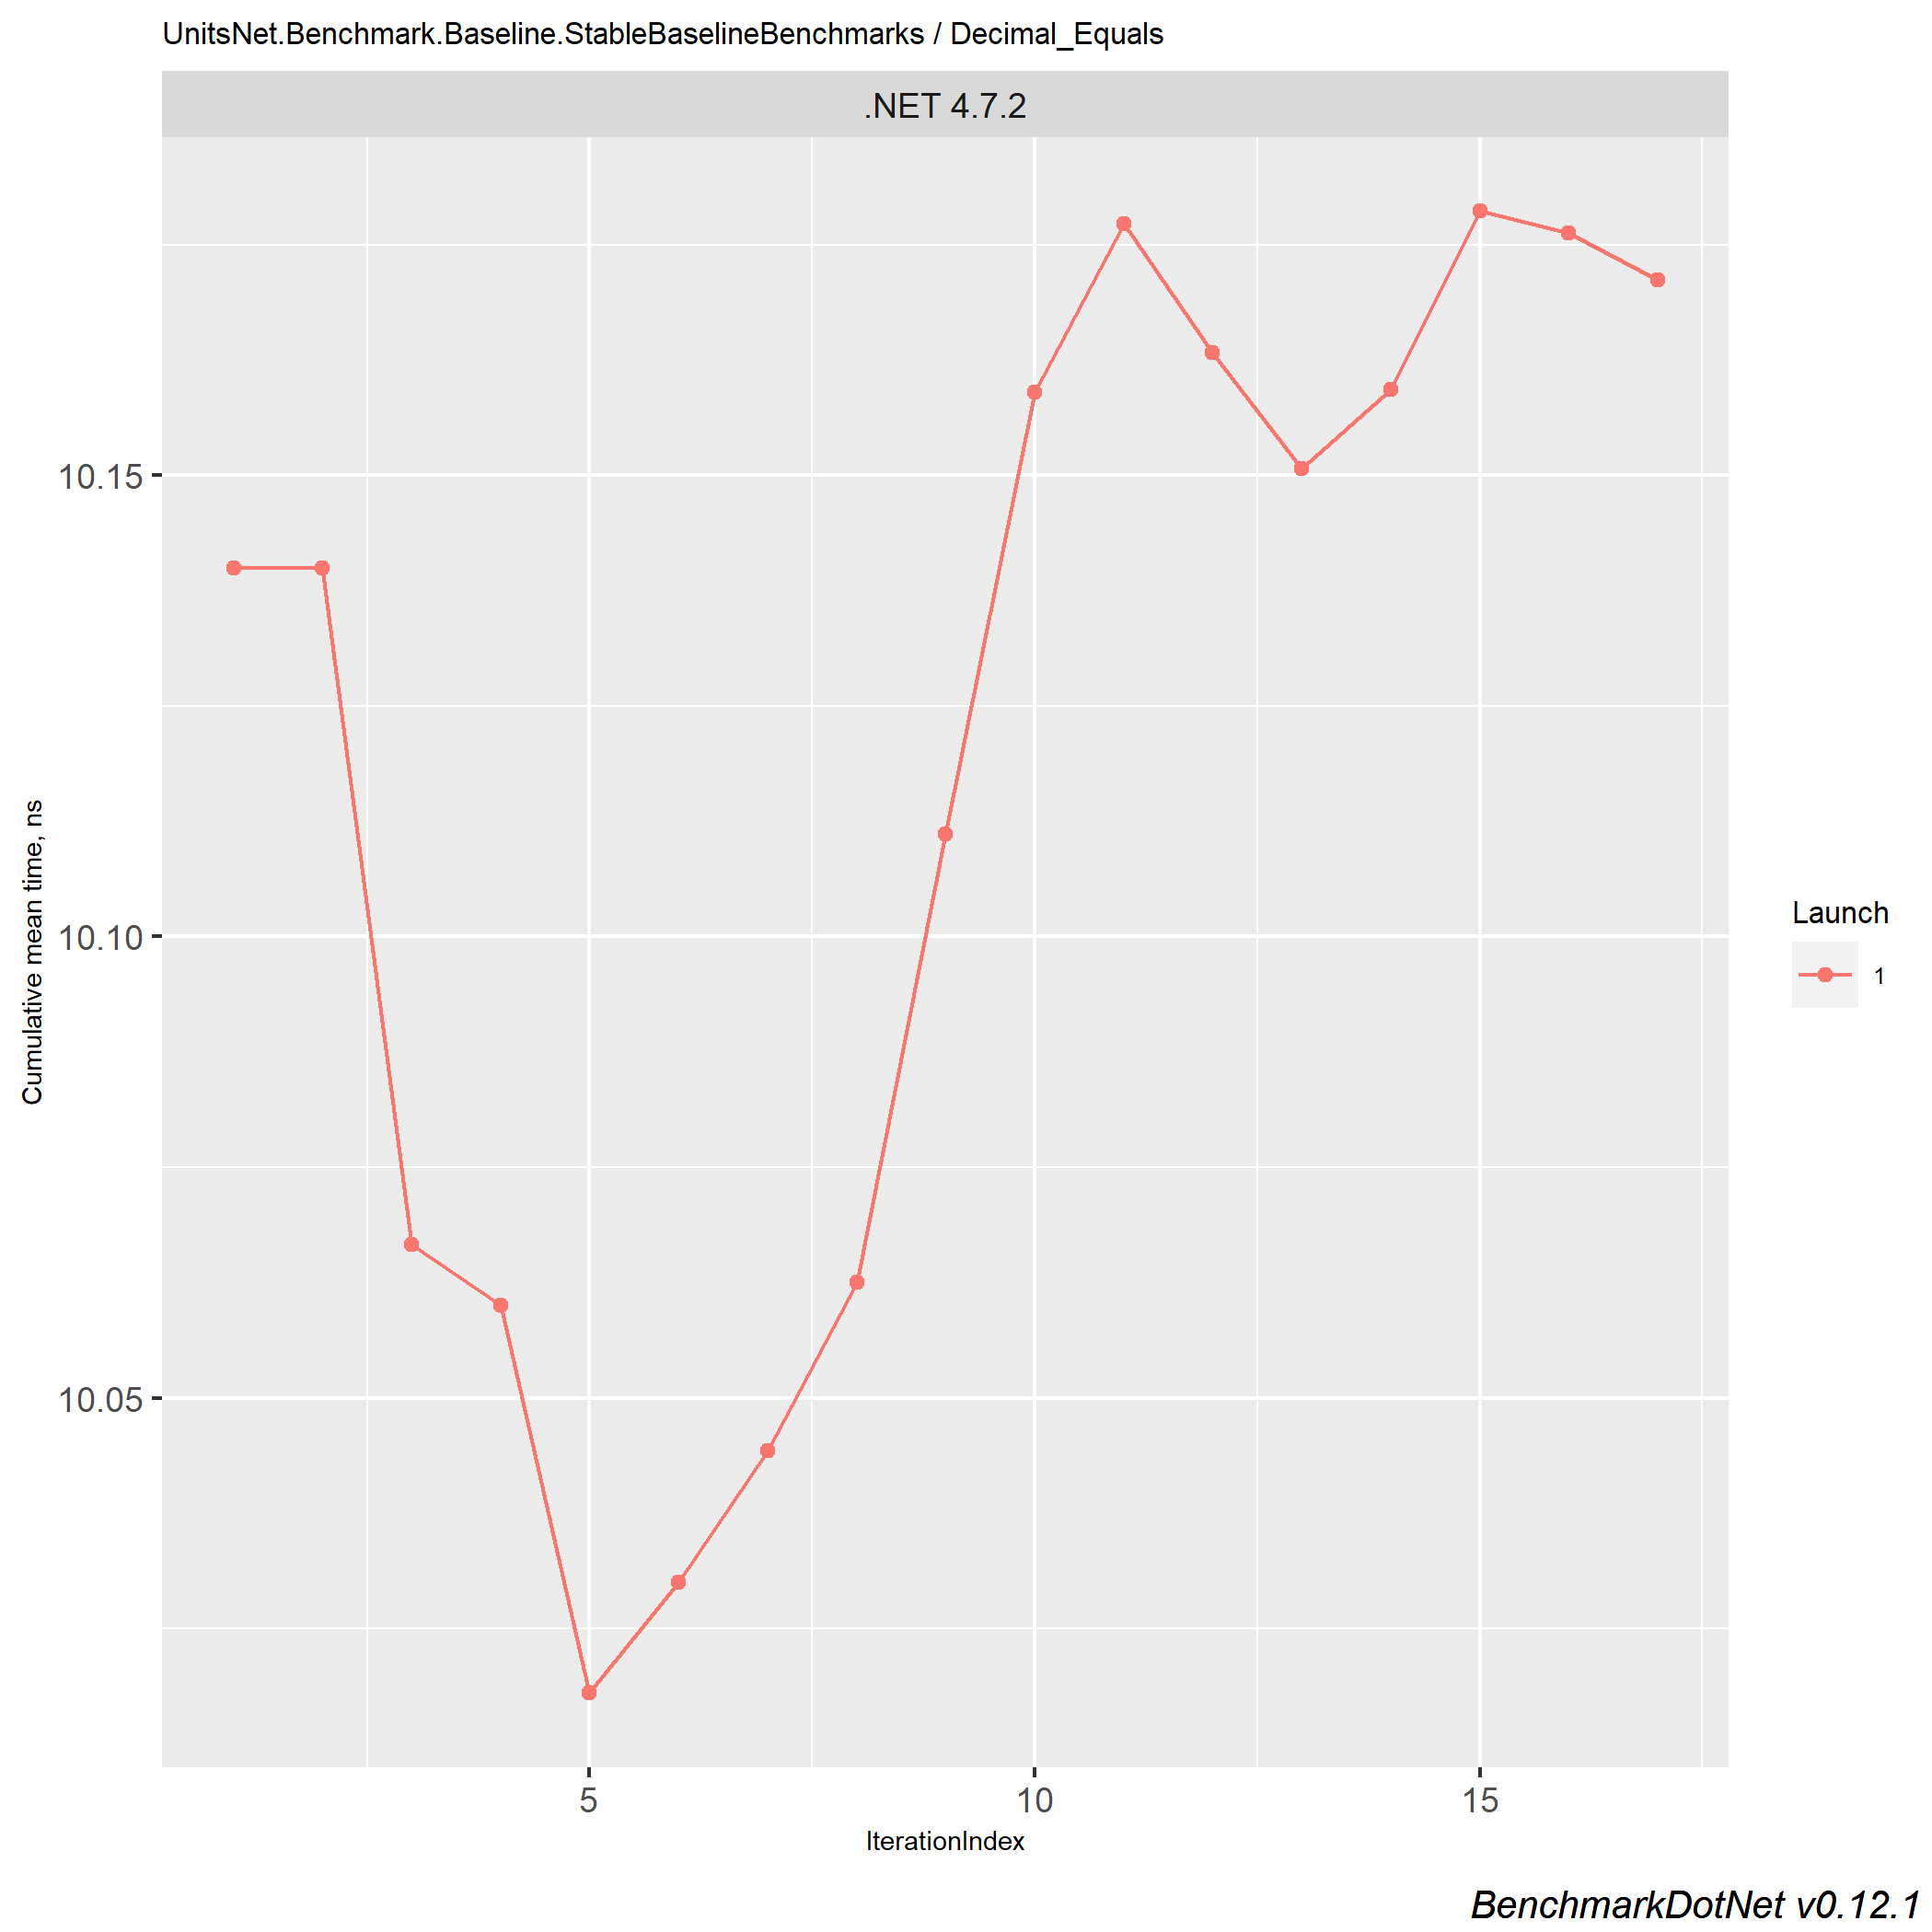 UnitsNet.Benchmark.Baseline.StableBaselineBenchmarks / Decimal_Equals
.NET 4.7.2
10.15
10.10
10.05
Cumulative mean time, ns
5
10
15
IterationIndex
Launch
1
BenchmarkDotNet v0.12.1